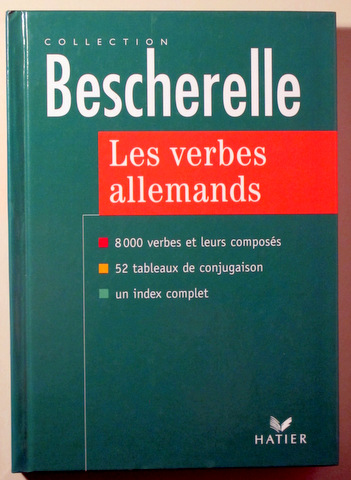 COLLECTION
Bescherelle
Les verbes
allemands
8 000 verbes et leurs composés
52 tableaux de conjugaison
un index complet
HATIER